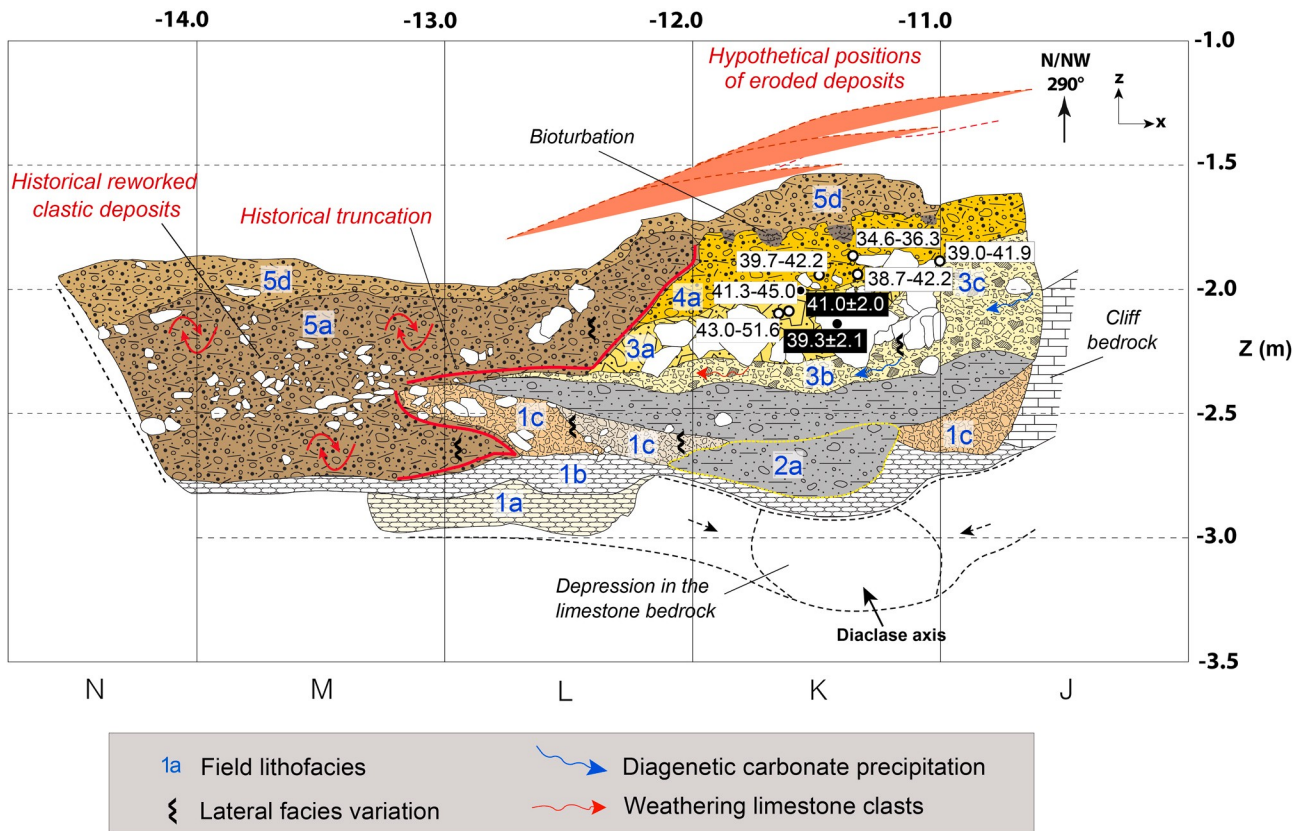 -14.0 -13.0 -12.0 -11.0
-1.0
Hypothetical positions
of eroded deposits
N/NW
290°
z
x
Bioturbation
-1.5
Historical reworked
clastic deposits
Historical truncation
5d
34.6-36.3
39.7-42.2
39.0-41.9
5d
38.7-42.2
3c
41.3-45.0
4a
41.0±2.0
-2.0
5a
43.0-51.6
39.3±2.1
Cliff
bedrock
3a
3b
Z (m)
1c
1c
1c
-2.5
2a
1b
1a
-3.0
Depression in the
limestone bedrock
Diaclase axis
-3.5
N M L K J
1a Field lithofacies
Diagenetic carbonate precipitation
Lateral facies variation
Weathering limestone clasts